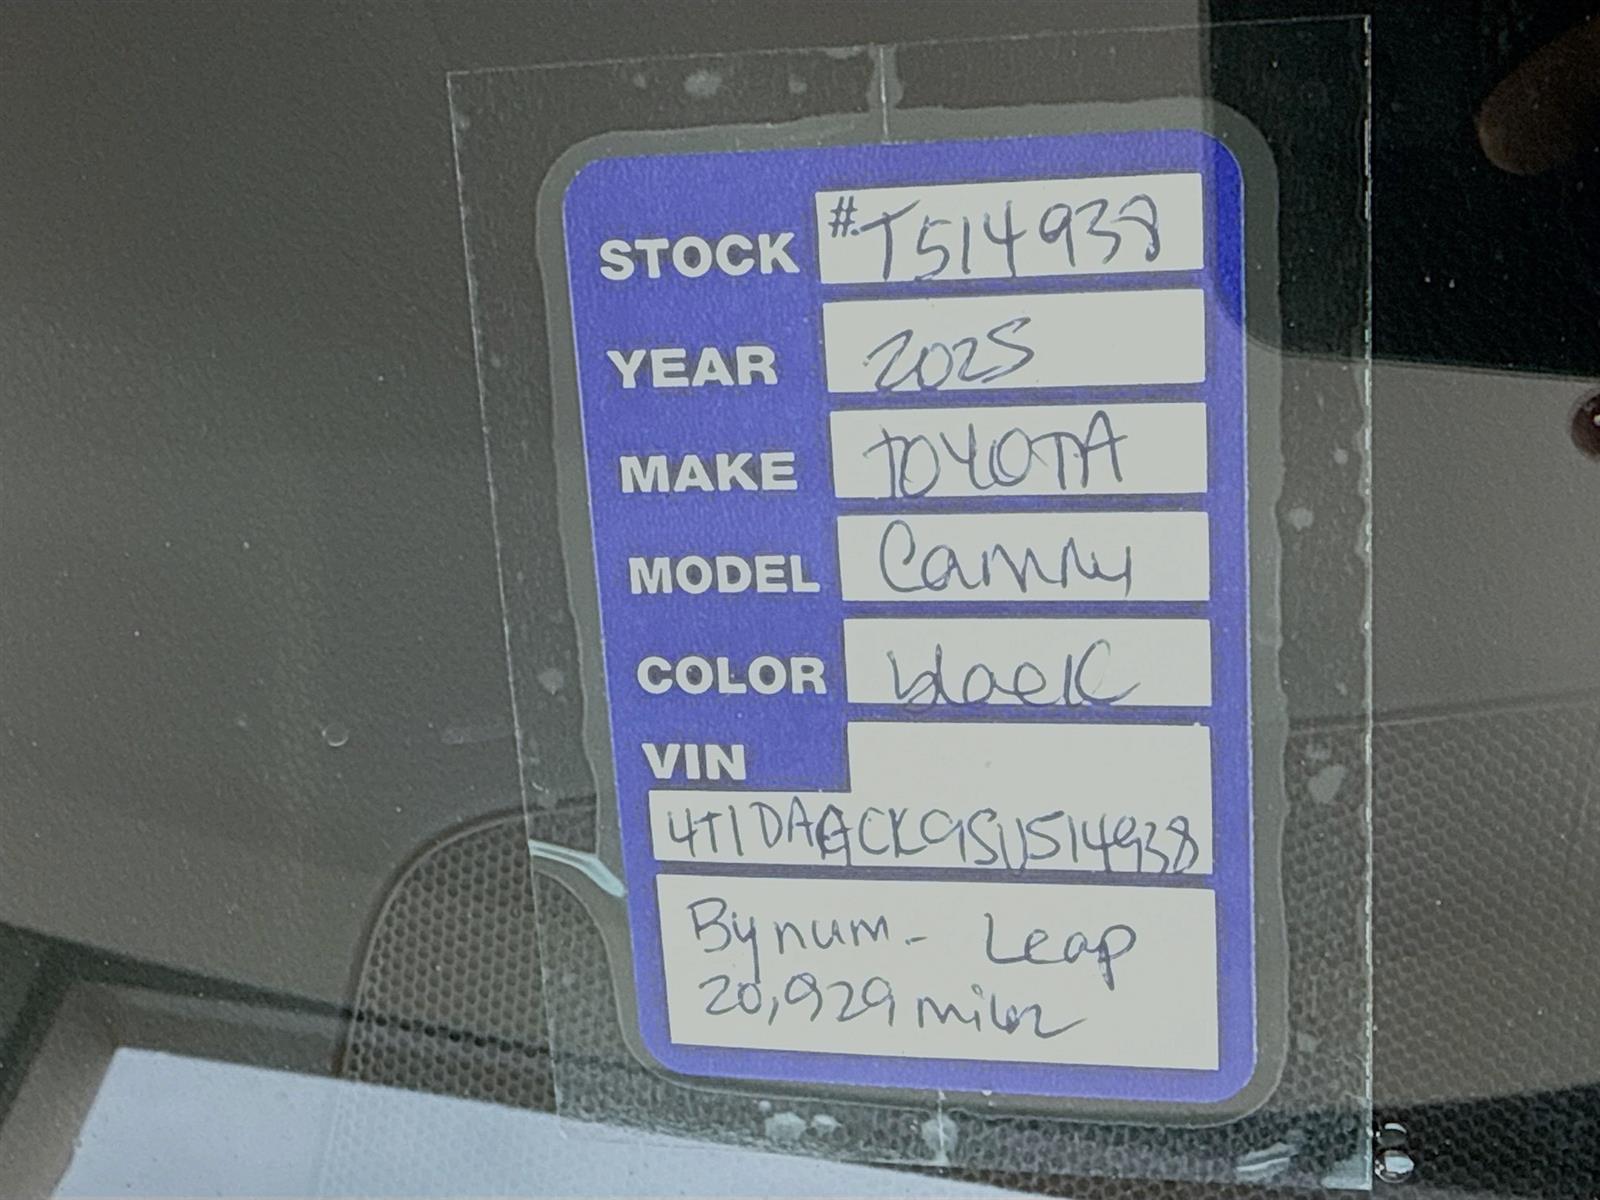 STOCK #T514938
YEAR 2025
MAKE TOYOTA
MODEL Camry
COLOR black
VIN
4T1DAACK9SU514938
Bynum - Leap
20,929 miles